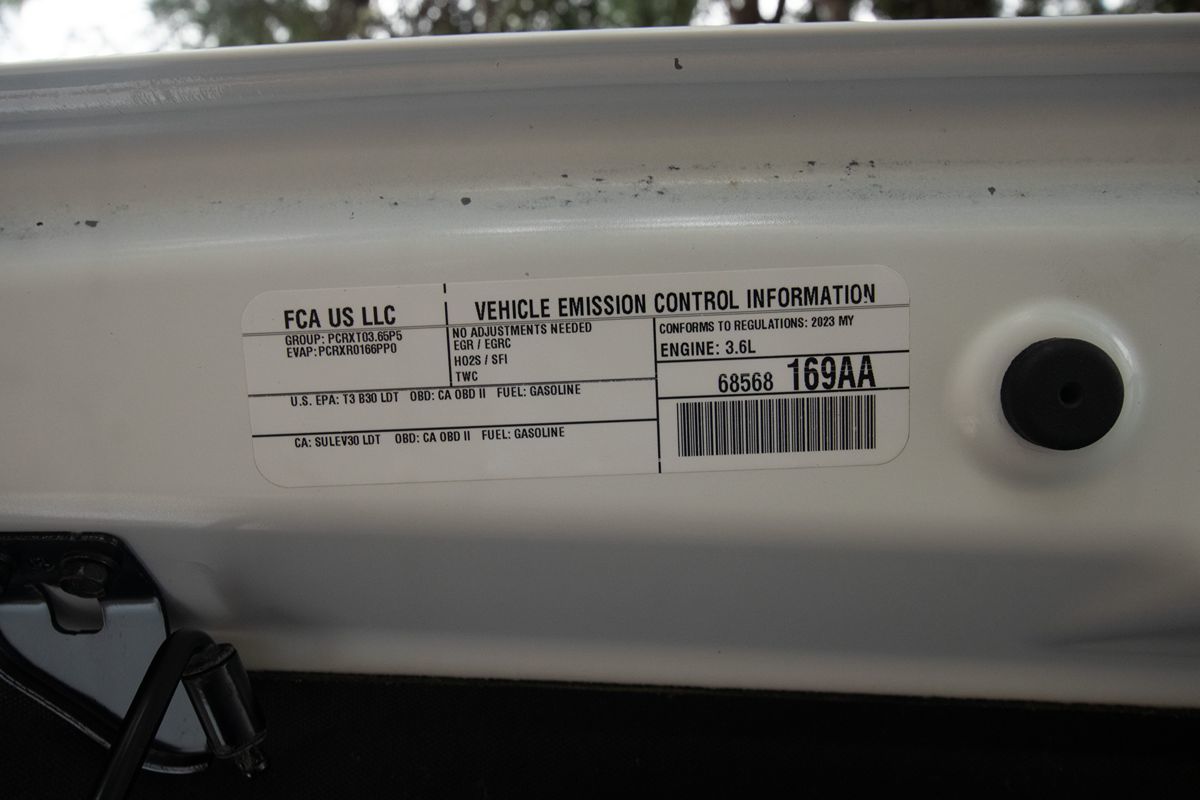 FCA US LLC
GROUP: PCRXT03.65P5
EVAP: PCRXR0166PP0
VEHICLE EMISSION CONTROL INFORMATION
NO ADJUSTMENTS NEEDED
EGR / EGRC
HO2S / SFI
TWC
CONFORMS TO REGULATIONS: 2023 MY
ENGINE: 3.6L
68568 169AA
U.S. EPA: T3 B30 LDT OBD: CA OBD II FUEL: GASOLINE
CA: SULEV30 LDT OBD: CA OBD II FUEL: GASOLINE